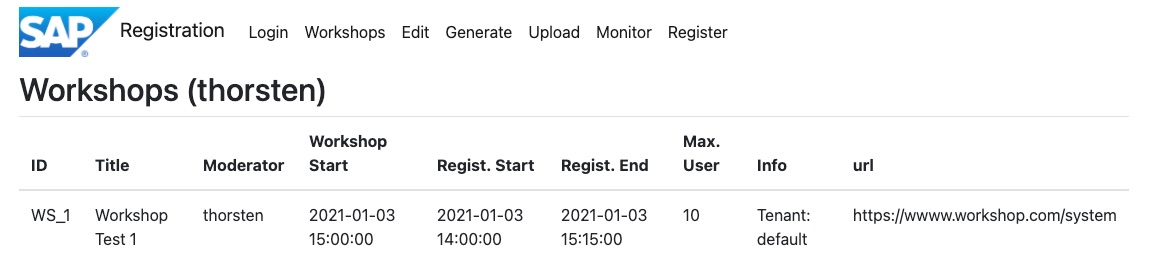 SAP ® Registration Login Workshops Edit Generate Upload Monitor Register
Workshops (thorsten)
ID Title Moderator Workshop Start Regist. Start Regist. End Max. User Info url
WS_1 Workshop Test 1 thorsten 2021-01-03 15:00:00 2021-01-03 14:00:00 2021-01-03 15:15:00 10 Tenant: default https://wwww.workshop.com/system